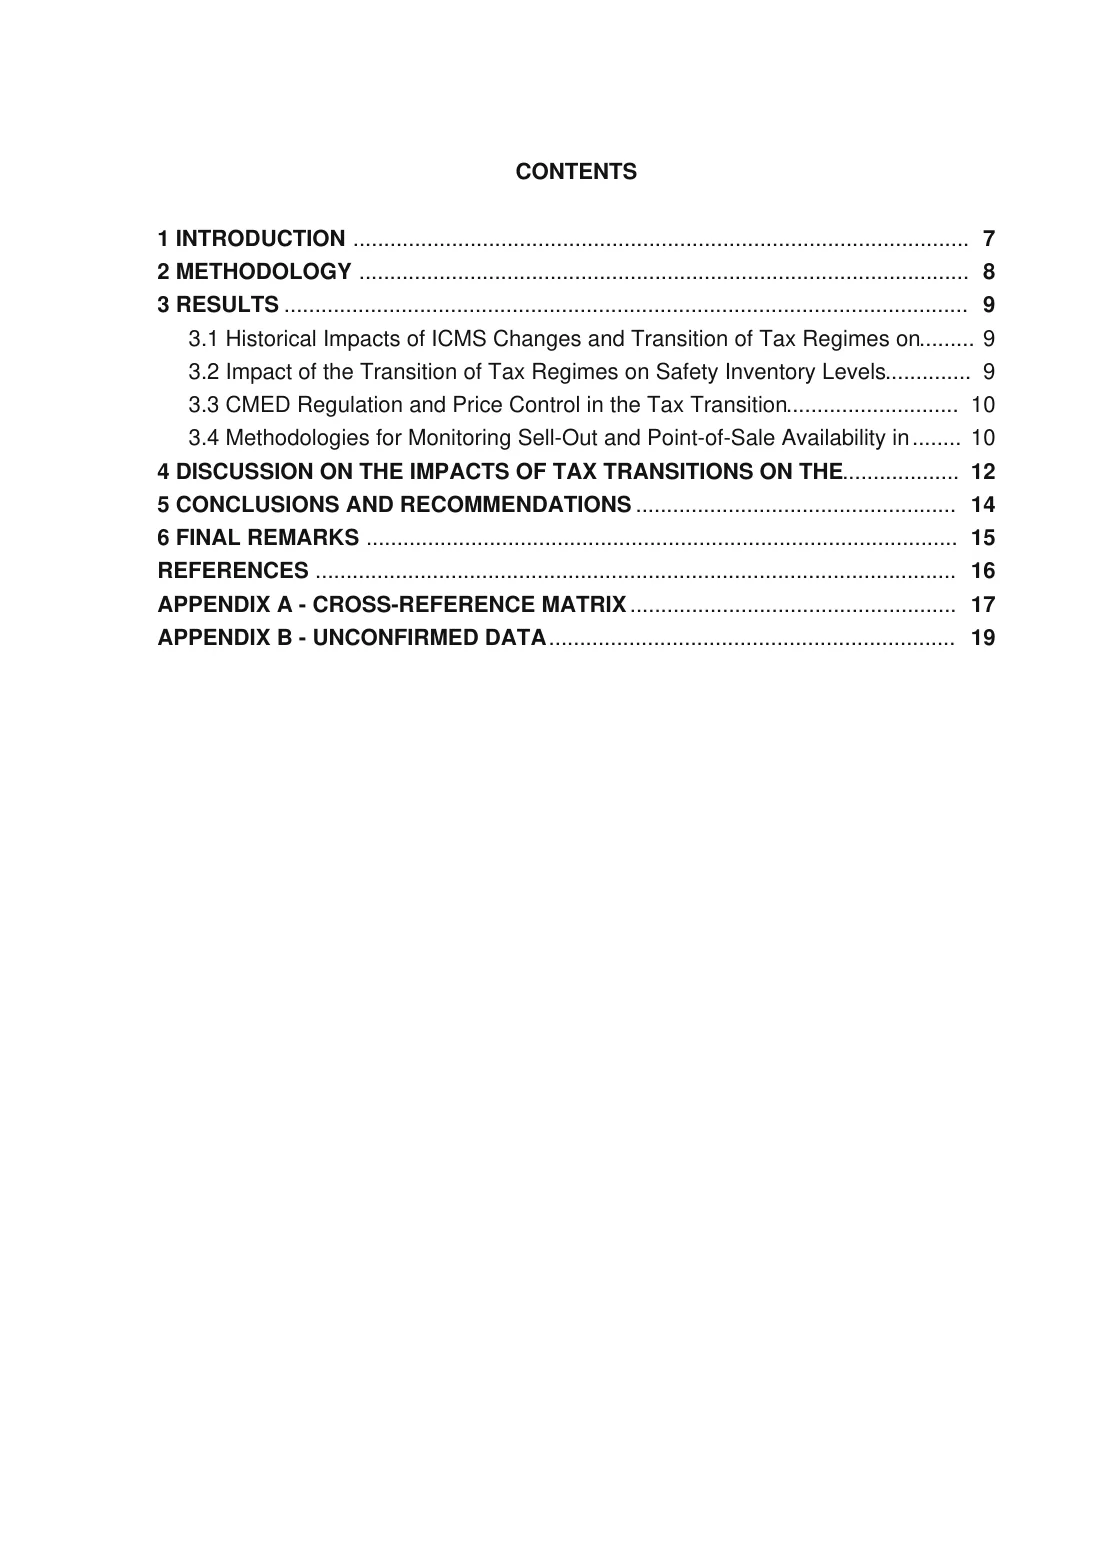 CONTENTS
1 INTRODUCTION .................................................................................................... 7
2 METHODOLOGY ................................................................................................... 8
3 RESULTS ............................................................................................................... 9
3.1 Historical Impacts of ICMS Changes and Transition of Tax Regimes on......... 9
3.2 Impact of the Transition of Tax Regimes on Safety Inventory Levels.............. 9
3.3 CMED Regulation and Price Control in the Tax Transition............................ 10
3.4 Methodologies for Monitoring Sell-Out and Point-of-Sale Availability in ........ 10
4 DISCUSSION ON THE IMPACTS OF TAX TRANSITIONS ON THE................... 12
5 CONCLUSIONS AND RECOMMENDATIONS .................................................... 14
6 FINAL REMARKS ................................................................................................ 15
REFERENCES ........................................................................................................ 16
APPENDIX A - CROSS-REFERENCE MATRIX ..................................................... 17
APPENDIX B - UNCONFIRMED DATA .................................................................. 19